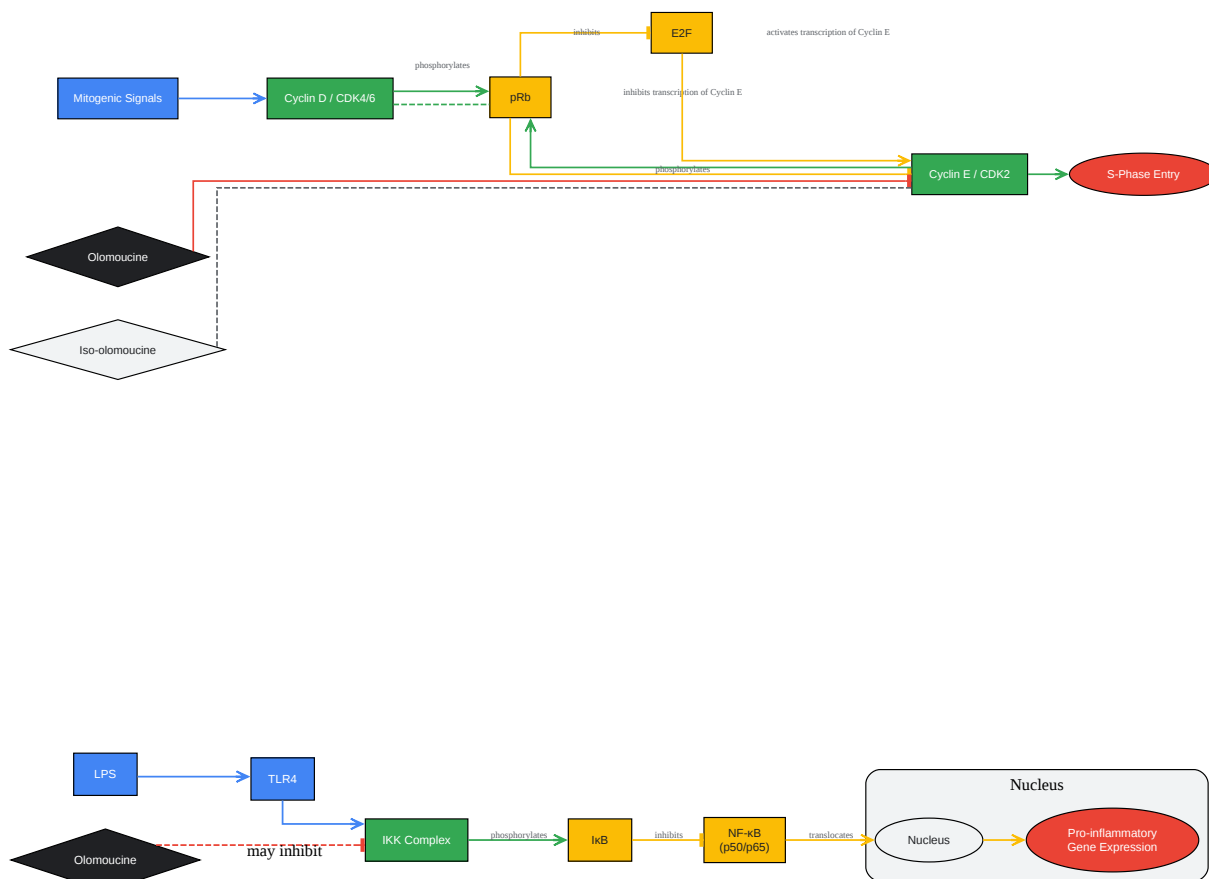 inhibits
E2F
activates transcription of Cyclin E
phosphorylates
Mitogenic Signals
Cyclin D / CDK4/6
pRb
inhibits transcription of Cyclin E
phosphorylates
Cyclin E / CDK2
S-Phase Entry
Olomoucine
Iso-olomoucine
LPS
TLR4
Nucleus
Olomoucine
may inhibit
IKK Complex
phosphorylates
IκB
inhibits
NF-κB
(p50/p65)
translocates
Nucleus
Pro-inflammatory
Gene Expression